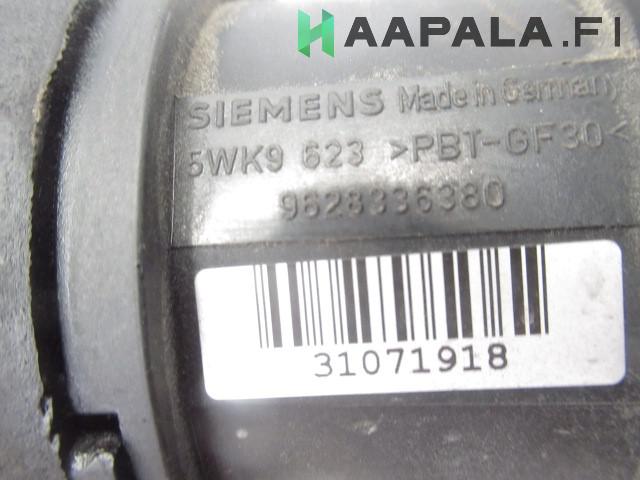 HAAPALA.FI
SIEMENS Made in Germany
5WK9 623 >PBT-GF30<
9628336380
31071918